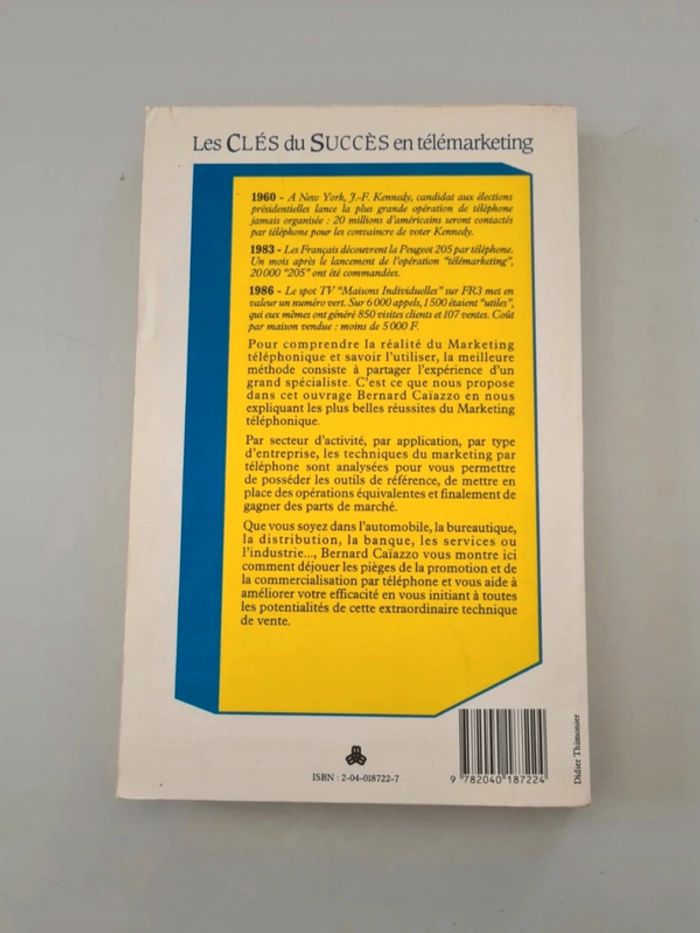 Les CLÉS du SUCCÈS en télémarketing
1960 - A New York, J.-F. Kennedy, candidat aux élections
présidentielles lance la plus grande opération de téléphone
jamais organisée : 20 millions d'américains seront contactés
par téléphone pour les convaincre de voter Kennedy.
1983 - Les Français découvrent la Peugeot 205 par téléphone.
Un mois après le lancement de l'opération "télémarketing",
20 000 "205" ont été commandées.
1986 - Le spot TV "Maisons Individuelles" sur FR3 met en
valeur un numéro vert. Sur 6 000 appels, 1 500 étaient "utiles",
qui eux mêmes ont généré 850 visites clients et 107 ventes. Coût
par maison vendue : moins de 5 000 F.
Pour comprendre la réalité du Marketing
téléphonique et savoir l'utiliser, la meilleure
méthode consiste à partager l'expérience d'un
grand spécialiste. C'est ce que nous propose
dans cet ouvrage Bernard Caïazzo en nous
expliquant les plus belles réussites du Marketing
téléphonique.
Par secteur d'activité, par application, par type
d'entreprise, les techniques du marketing par
téléphone sont analysées pour vous permettre
de posséder les outils de référence, de mettre en
place des opérations équivalentes et finalement de
gagner des parts de marché.
Que vous soyez dans l'automobile, la bureautique,
la distribution, la banque, les services ou
l'industrie..., Bernard Caïazzo vous montre ici
comment déjouer les pièges de la promotion et de
la commercialisation par téléphone et vous aide à
améliorer votre efficacité en vous initiant à toutes
les potentialités de cette extraordinaire technique
de vente.
ISBN : 2-04-018722-7
9 782040 187224
Didier Thimonier